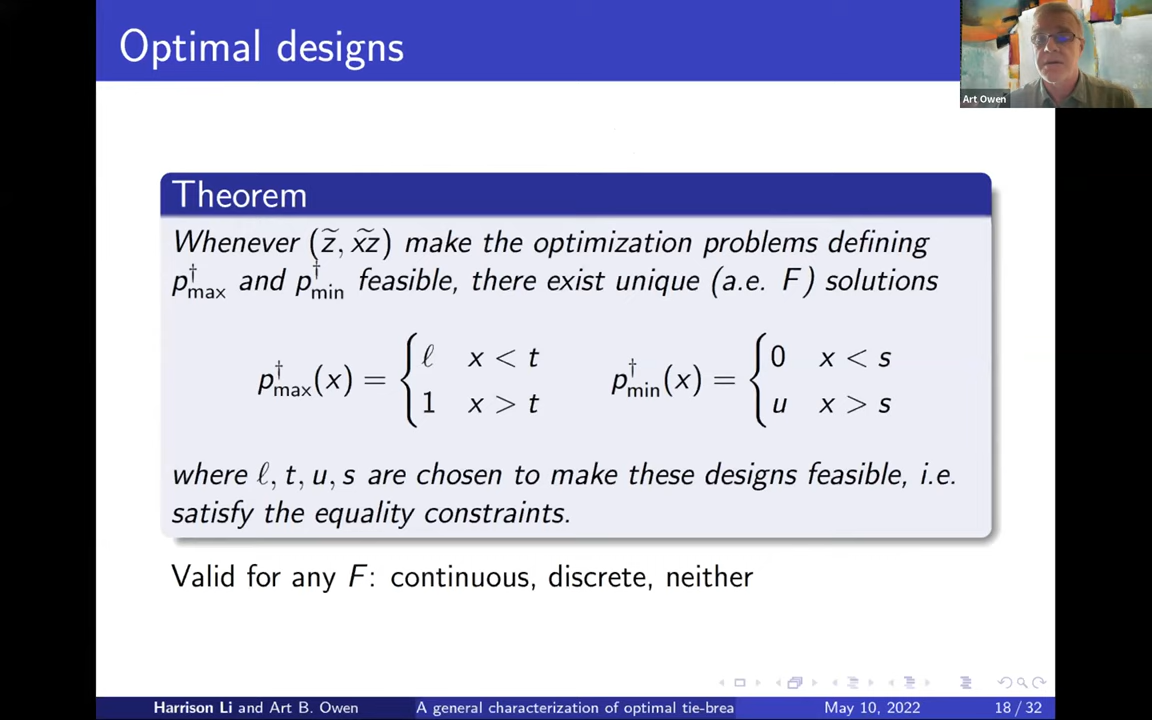 Optimal designs
Art Owen
Theorem
Whenever (z̃, x̃z) make the optimization problems defining
p†max and p†min feasible, there exist unique (a.e. F) solutions
p†max(x) = { ℓ x < t
1 x > t
p†min(x) = { 0 x < s
u x > s
where ℓ, t, u, s are chosen to make these designs feasible, i.e.
satisfy the equality constraints.
Valid for any F: continuous, discrete, neither
Harrison Li and Art B. Owen A general characterization of optimal tie-brea May 10, 2022 18 / 32